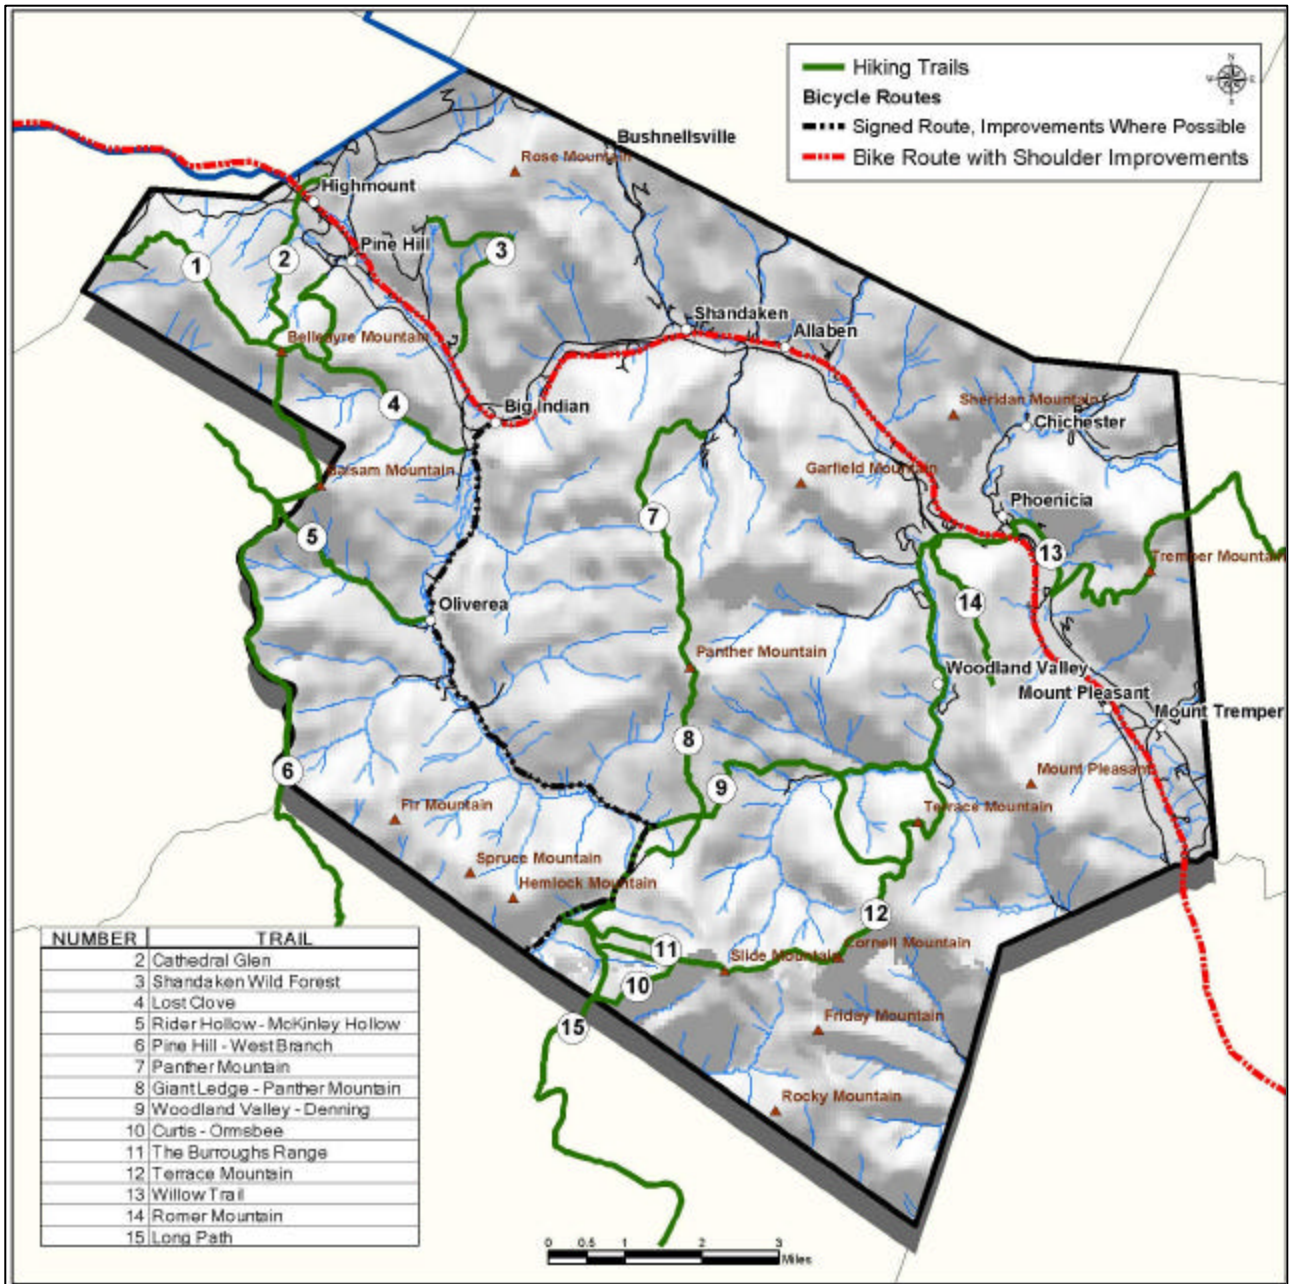 N
W E
S
Hiking Trails
Bicycle Routes
Signed Route, Improvements Where Possible
Bike Route with Shoulder Improvements
Bushnellsville
Rose Mountain
Highmount
Pine Hill
1
2
3
Shandaken
Allaben
Belleayre Mountain
Sheridan Mountain
4
Big Indian
Chichester
Balsam Mountain
Garfield Mountain
Phoenicia
7
5
13
Tremper Mountain
Oliverea
14
Panther Mountain
Woodland Valley
Mount Pleasant
Mount Tremper
8
6
9
Mount Pleasant
Fir Mountain
Terrace Mountain
Spruce Mountain
Hemlock Mountain
12
11
Cornell Mountain
Slide Mountain
10
15
Friday Mountain
Rocky Mountain
NUMBER TRAIL
2 Cathedral Glen
3 Shandaken Wild Forest
4 Lost Clove
5 Rider Hollow - McKinley Hollow
6 Pine Hill - West Branch
7 Panther Mountain
8 Giant Ledge - Panther Mountain
9 Woodland Valley - Denning
10 Curtis - Ormsbee
11 The Burroughs Range
12 Terrace Mountain
13 Willow Trail
14 Romer Mountain
15 Long Path
0 0.5 1 2 3
Miles